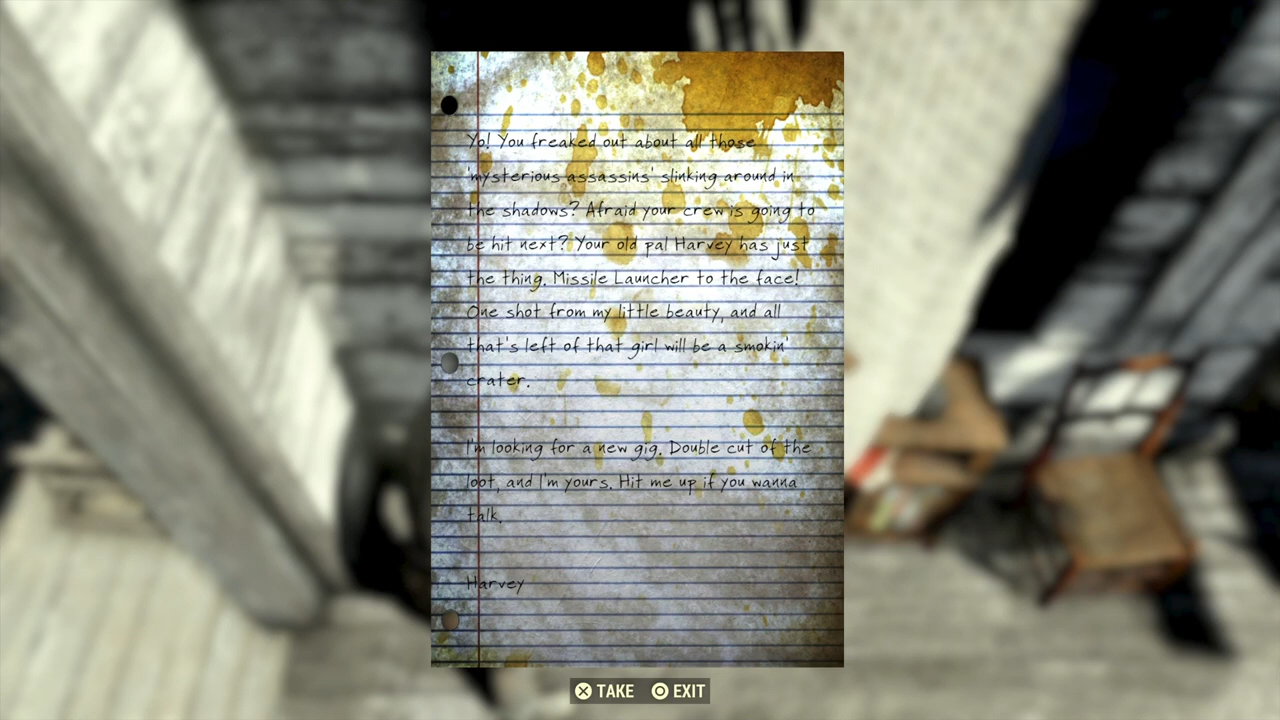 Yo! You freaked out about all those
'mysterious assassins' slinking around in
the shadows? Afraid your crew is going to
be hit next? Your old pal Harvey has just
the thing. Missile Launcher to the face!
One shot from my little beauty, and all
that's left of that girl will be a smokin'
crater.
I'm looking for a new gig. Double cut of the
loot, and I'm yours. Hit me up if you wanna
talk.
Harvey
TAKE EXIT